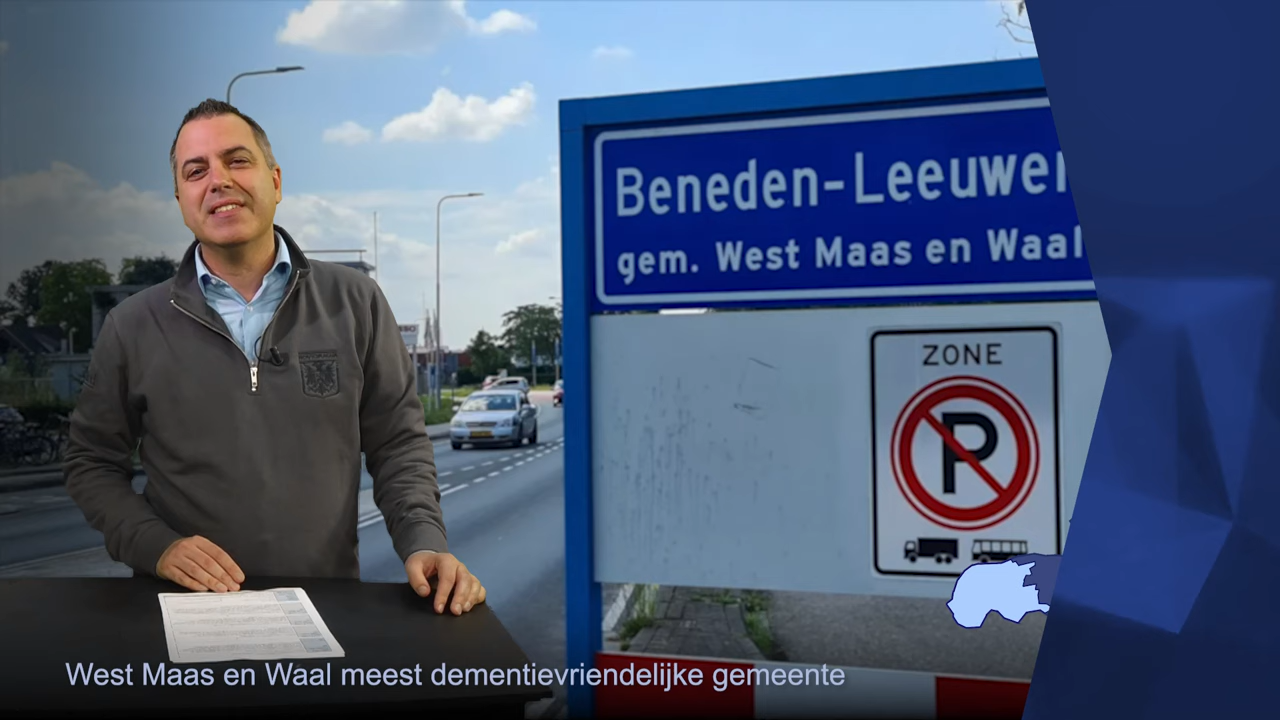 Beneden-Leeuwen
gem. West Maas en Waal
ZONE
P
West Maas en Waal meest dementievriendelijke gemeente